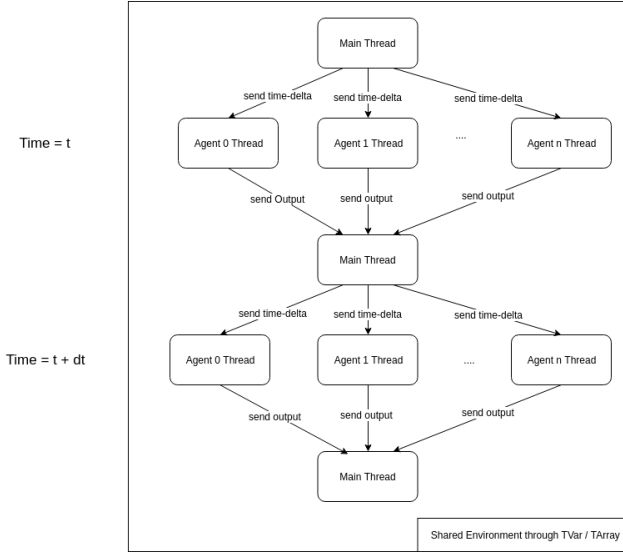 Main Thread
send time-delta
send time-delta
send time-delta
Time = t
Agent 0 Thread
Agent 1 Thread
....
Agent n Thread
send Output
send output
send output
Main Thread
send time-delta
send time-delta
send time-delta
Time = t + dt
Agent 0 Thread
Agent 1 Thread
....
Agent n Thread
send output
send output
send output
Main Thread
Shared Environment through TVar / TArray